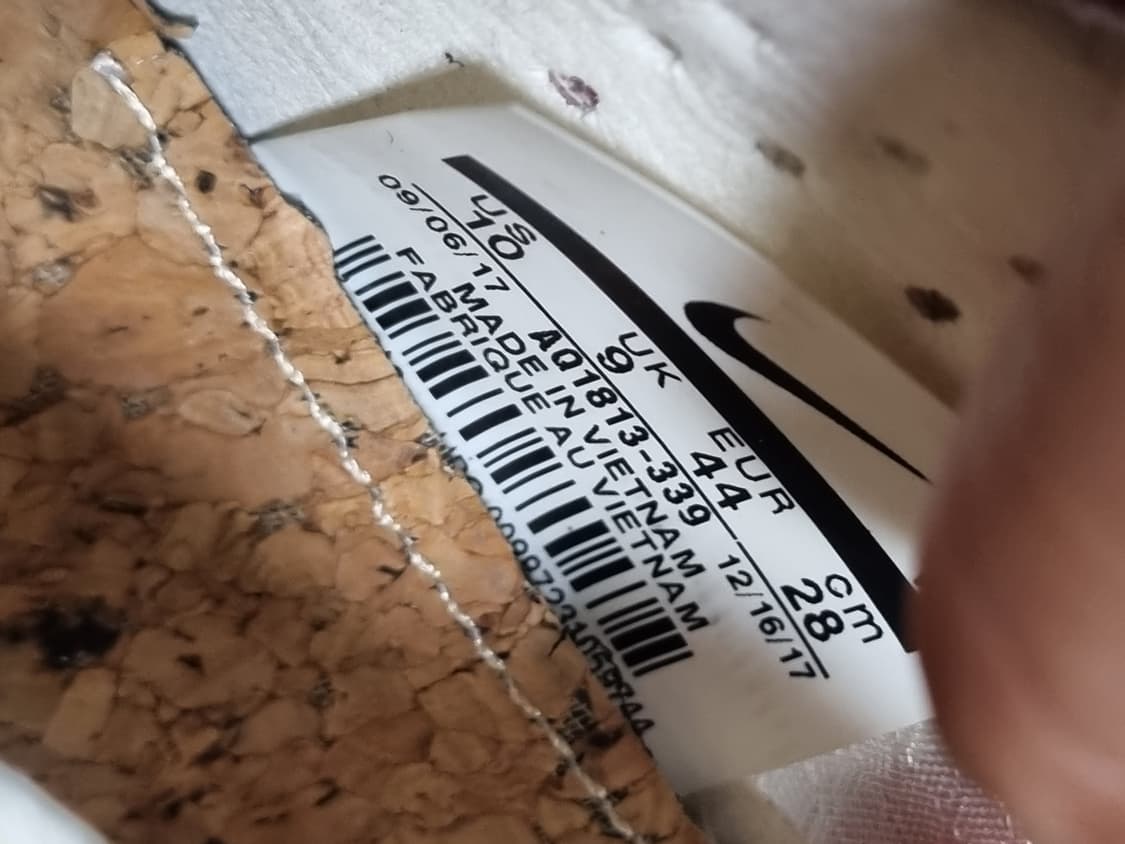 US UK EUR cm
10 9 44 28
09/06/17 AQ1813-339 12/16/17
MADE IN VIETNAM
FABRIQUE AU VIETNAM